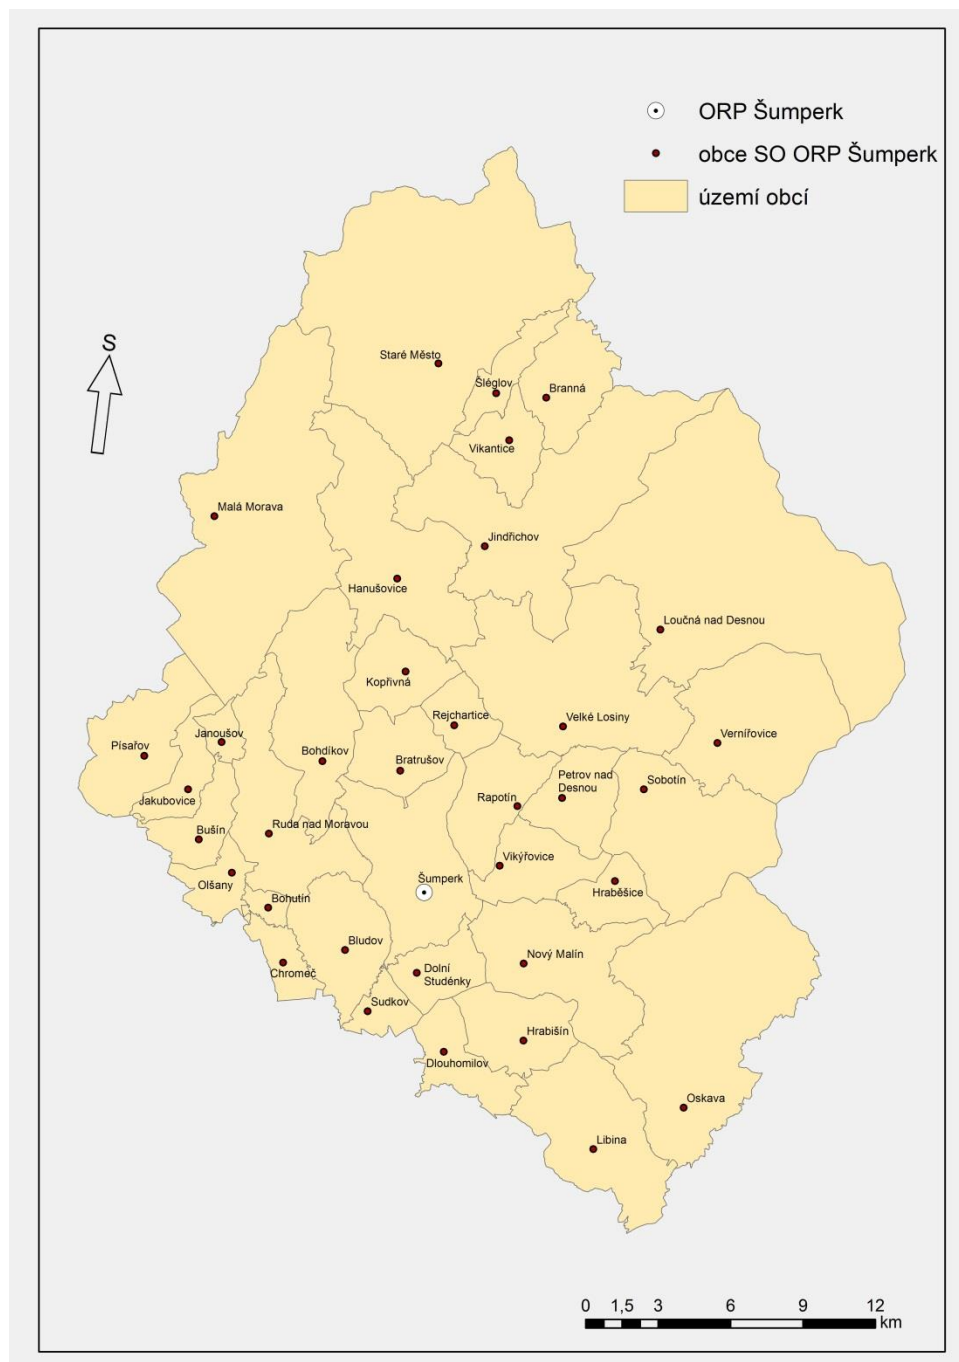 ORP Šumperk
obce SO ORP Šumperk
území obcí
S
Staré Město
Šléglov
Branná
Vikantice
Malá Morava
Jindřichov
Hanušovice
Loučná nad Desnou
Kopřivná
Rejchartice
Velké Losiny
Janoušov
Vernířovice
Písařov
Bohdíkov
Bratrušov
Petrov nad
Desnou
Sobotín
Jakubovice
Rapotín
Bušín
Ruda nad Moravou
Vikýřovice
Olšany
Šumperk
Hraběšice
Bohutín
Bludov
Nový Malín
Chromeč
Dolní
Studénky
Sudkov
Hrabišín
Dlouhomilov
Oskava
Libina
0 1,5 3 6 9 12
km